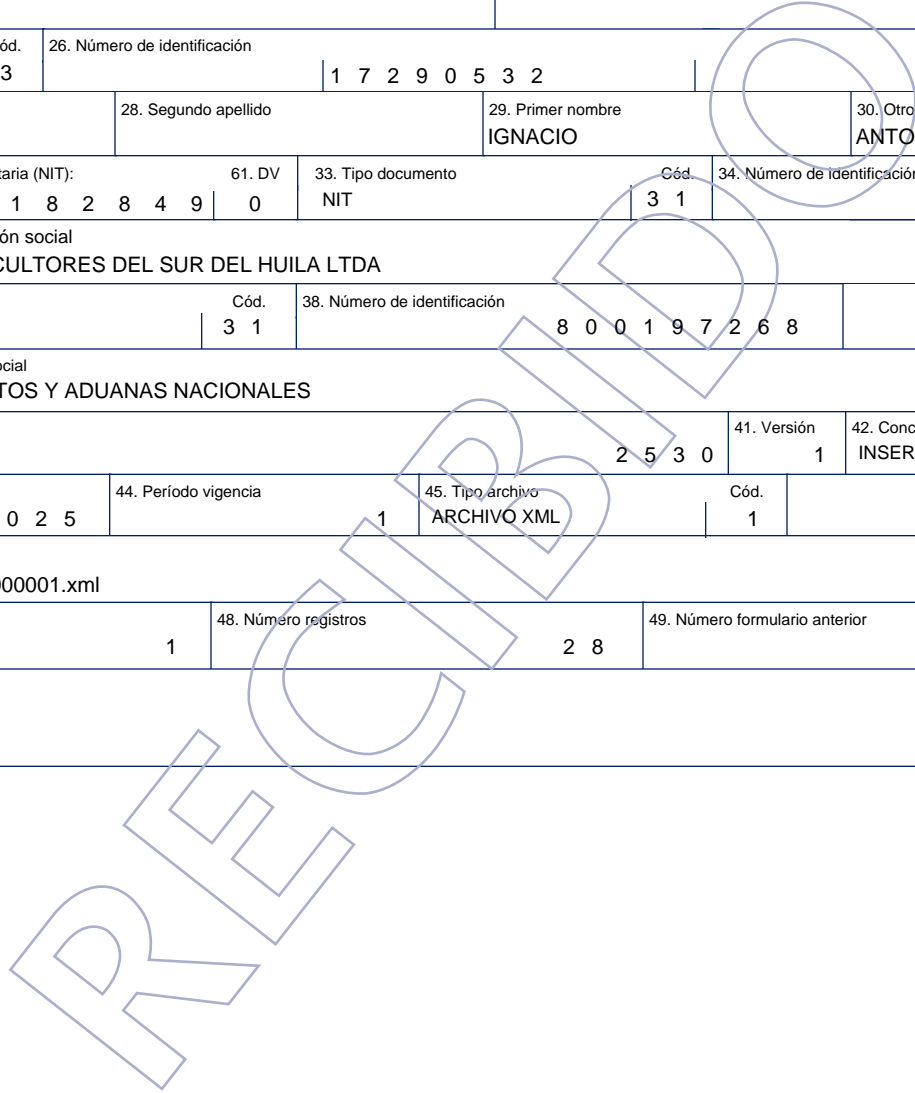 ód. 26. Número de identificación
3 1 7 2 9 0 5 3 2
28. Segundo apellido 29. Primer nombre 30. Otro
IGNACIO ANTO
taria (NIT): 61. DV 33. Tipo documento Cód. 34. Número de identificación
1 8 2 8 4 9 0 NIT 3 1
ón social
CULTORES DEL SUR DEL HUILA LTDA
Cód. 38. Número de identificación
3 1 8 0 0 1 9 7 2 6 8
ocial
TOS Y ADUANAS NACIONALES
41. Versión 42. Conc
2 5 3 0 1 INSER
44. Período vigencia 45. Tipo archivo Cód.
0 2 5 1 ARCHIVO XML 1
000001.xml
48. Número registros 49. Número formulario anterior
1 2 8
RECIBIDO